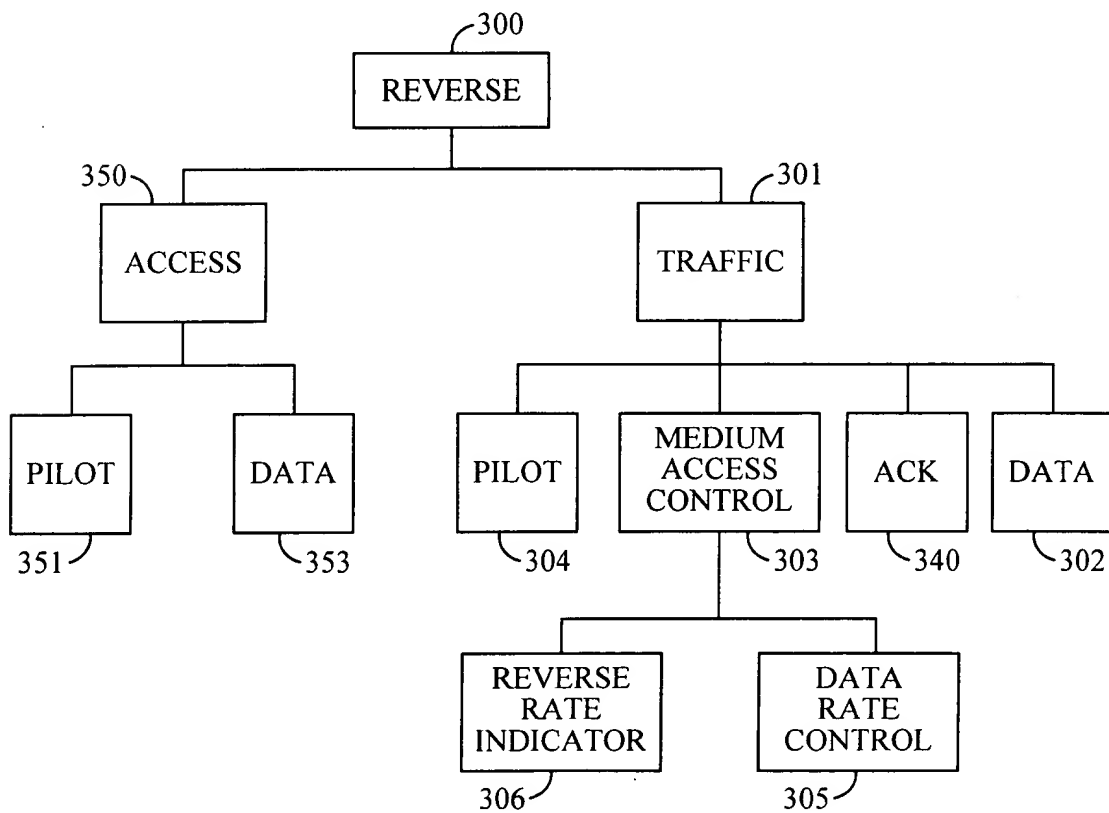 300
REVERSE
350
301
ACCESS
TRAFFIC
PILOT
DATA
PILOT
MEDIUM
ACCESS
CONTROL
ACK
DATA
351
353
304
303
340
302
REVERSE
RATE
INDICATOR
DATA
RATE
CONTROL
306
305